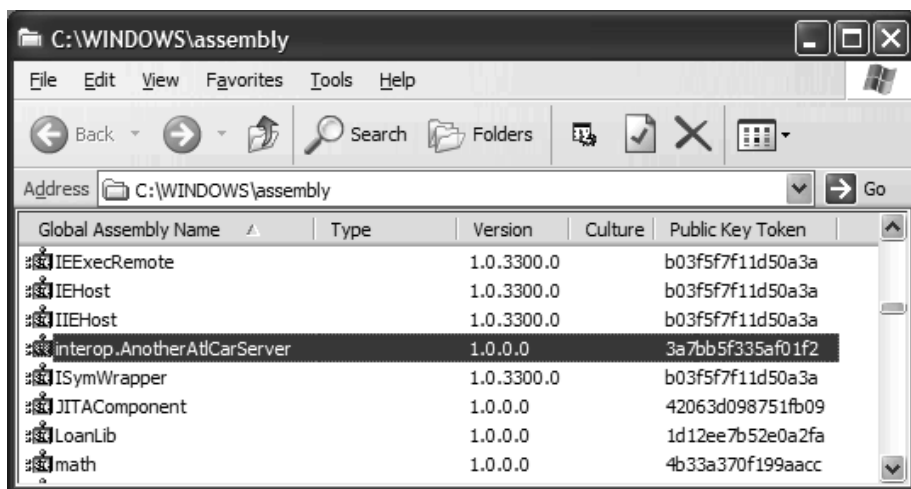 C:\WINDOWS\assembly
File Edit View Favorites Tools Help
Back Search Folders
Address C:\WINDOWS\assembly Go
Global Assembly Name Type Version Culture Public Key Token
IEExecRemote 1.0.3300.0 b03f5f7f11d50a3a
IEHost 1.0.3300.0 b03f5f7f11d50a3a
IIEHost 1.0.3300.0 b03f5f7f11d50a3a
interop.AnotherAtlCarServer 1.0.0.0 3a7bb5f335af01f2
ISymWrapper 1.0.3300.0 b03f5f7f11d50a3a
JITAComponent 1.0.0.0 42063d098751fb09
LoanLib 1.0.0.0 1d12ee7b52e0a2fa
math 1.0.0.0 4b33a370f199aacc